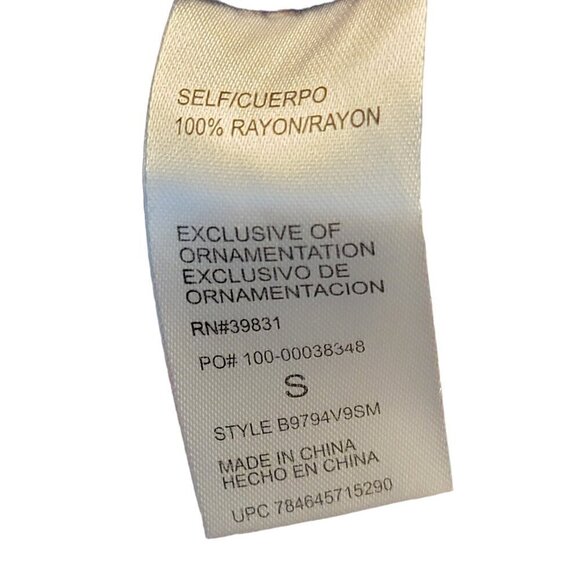 SELF/CUERPO
100% RAYON/RAYON
EXCLUSIVE OF
ORNAMENTATION
EXCLUSIVO DE
ORNAMENTACION
RN#39831
PO# 100-00038348
S
STYLE B9794V9SM
MADE IN CHINA
HECHO EN CHINA
UPC 784645715290